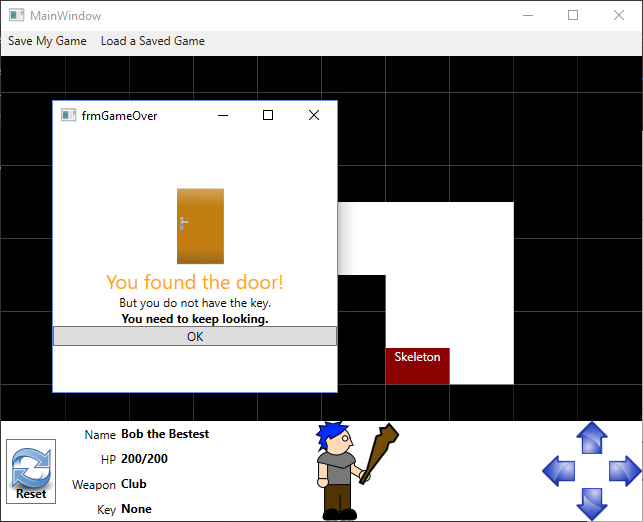 MainWindow
Save My Game Load a Saved Game
frmGameOver
You found the door!
But you do not have the key.
You need to keep looking.
OK
Skeleton
Name Bob the Bestest
HP 200/200
Weapon Club
Key None
Reset